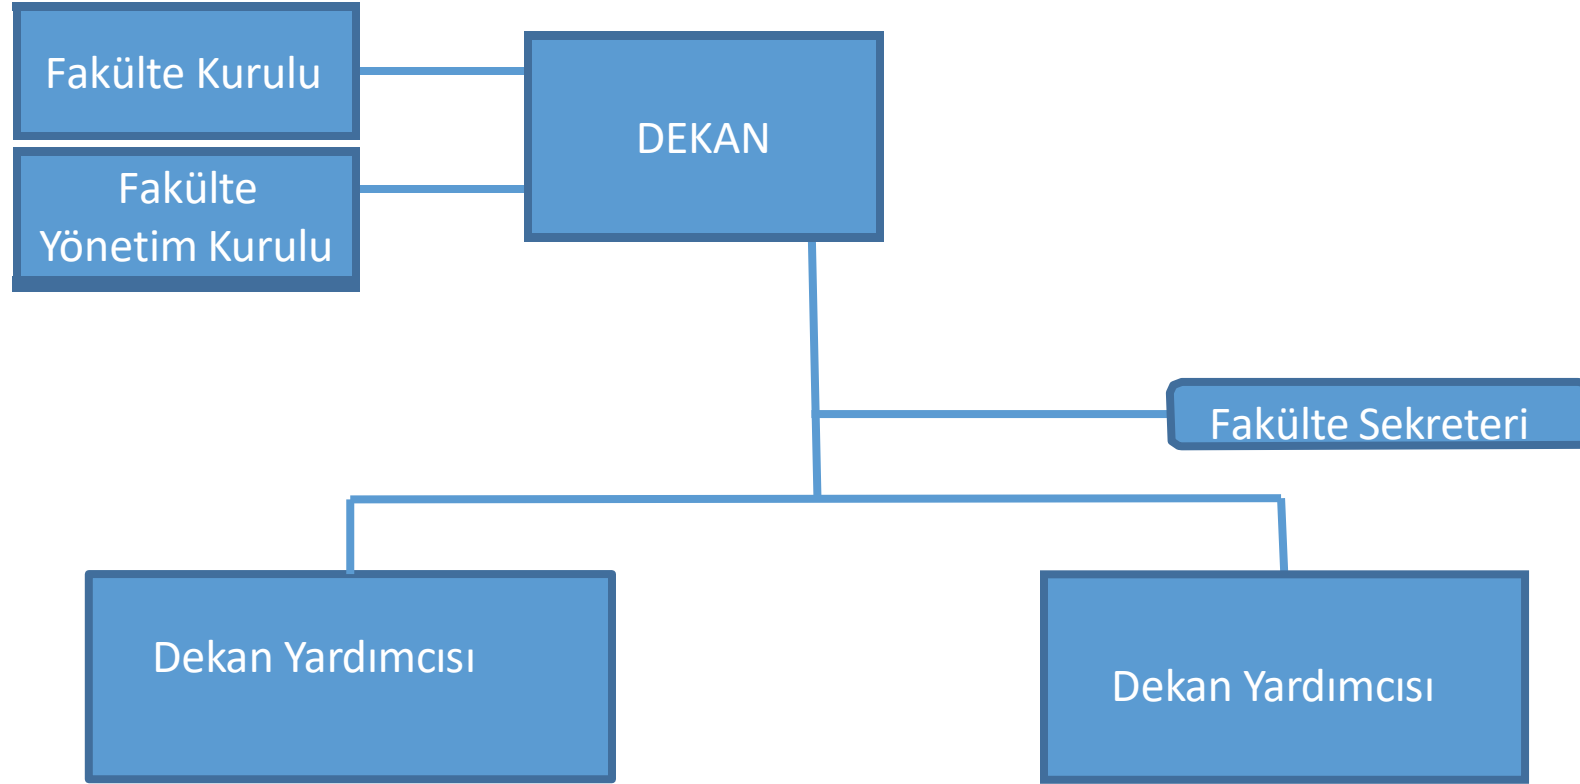 Fakülte Kurulu
DEKAN
Fakülte
Yönetim Kurulu
Fakülte Sekreteri
Dekan Yardımcısı
Dekan Yardımcısı